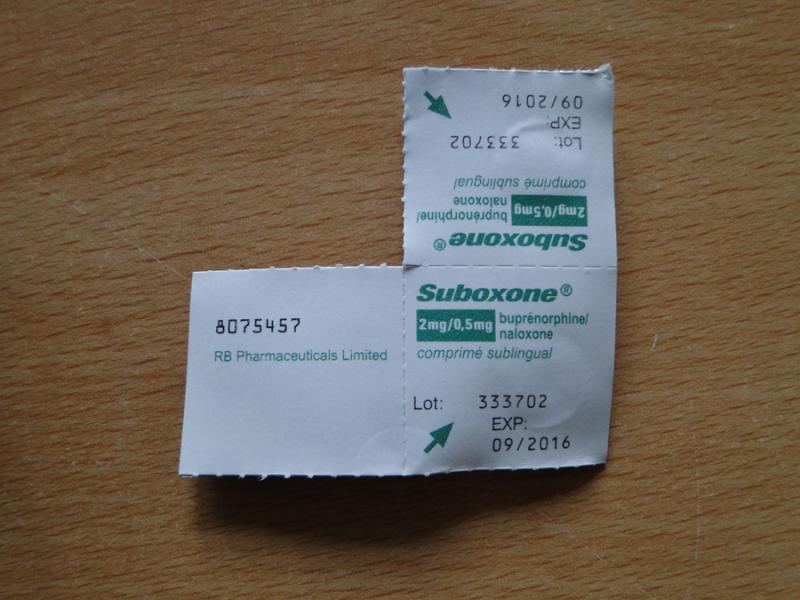 09/2016
EXP:
Lot: 333702
comprimé sublingual
2mg/0,5mg buprénorphine/
naloxone
Suboxone®
8075457
RB Pharmaceuticals Limited
Suboxone®
2mg/0,5mg buprénorphine/
naloxone
comprimé sublingual
Lot: 333702
EXP:
09/2016